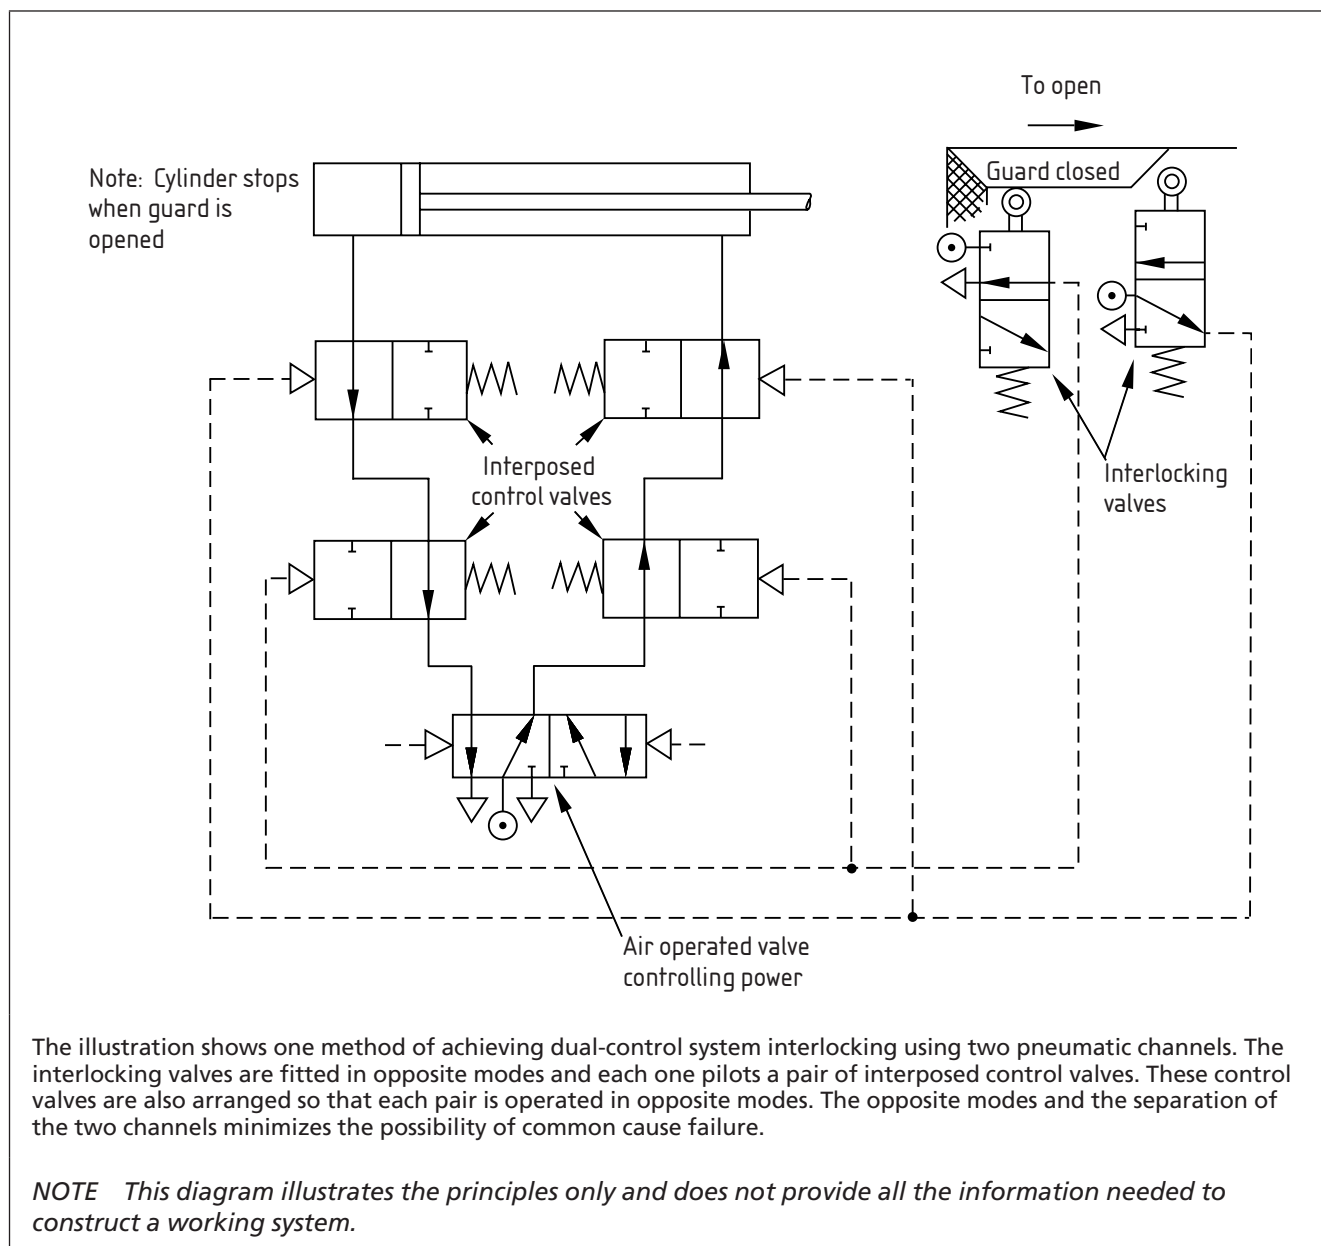 To open
Guard closed
Note: Cylinder stops
when guard is
opened
Interposed
control valves
Interlocking
valves
Air operated valve
controlling power
The illustration shows one method of achieving dual-control system interlocking using two pneumatic channels. The
interlocking valves are fitted in opposite modes and each one pilots a pair of interposed control valves. These control
valves are also arranged so that each pair is operated in opposite modes. The opposite modes and the separation of
the two channels minimizes the possibility of common cause failure.
NOTE This diagram illustrates the principles only and does not provide all the information needed to
construct a working system.